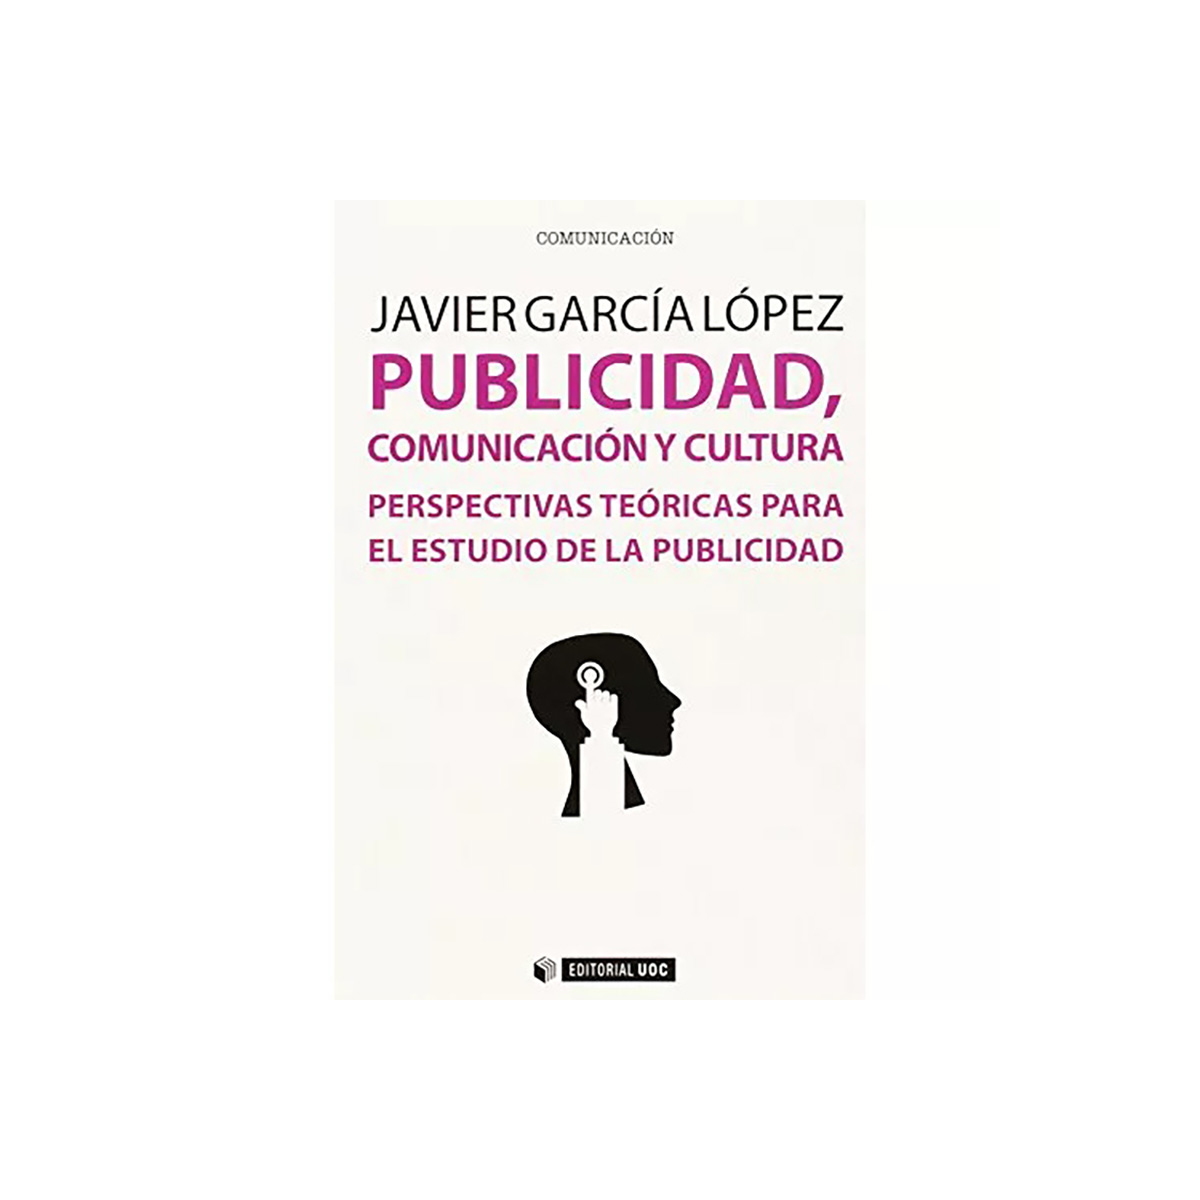 COMUNICACIÓN
JAVIER GARCÍA LÓPEZ
PUBLICIDAD,
COMUNICACIÓN Y CULTURA
PERSPECTIVAS TEÓRICAS PARA
EL ESTUDIO DE LA PUBLICIDAD
EDITORIAL UOC